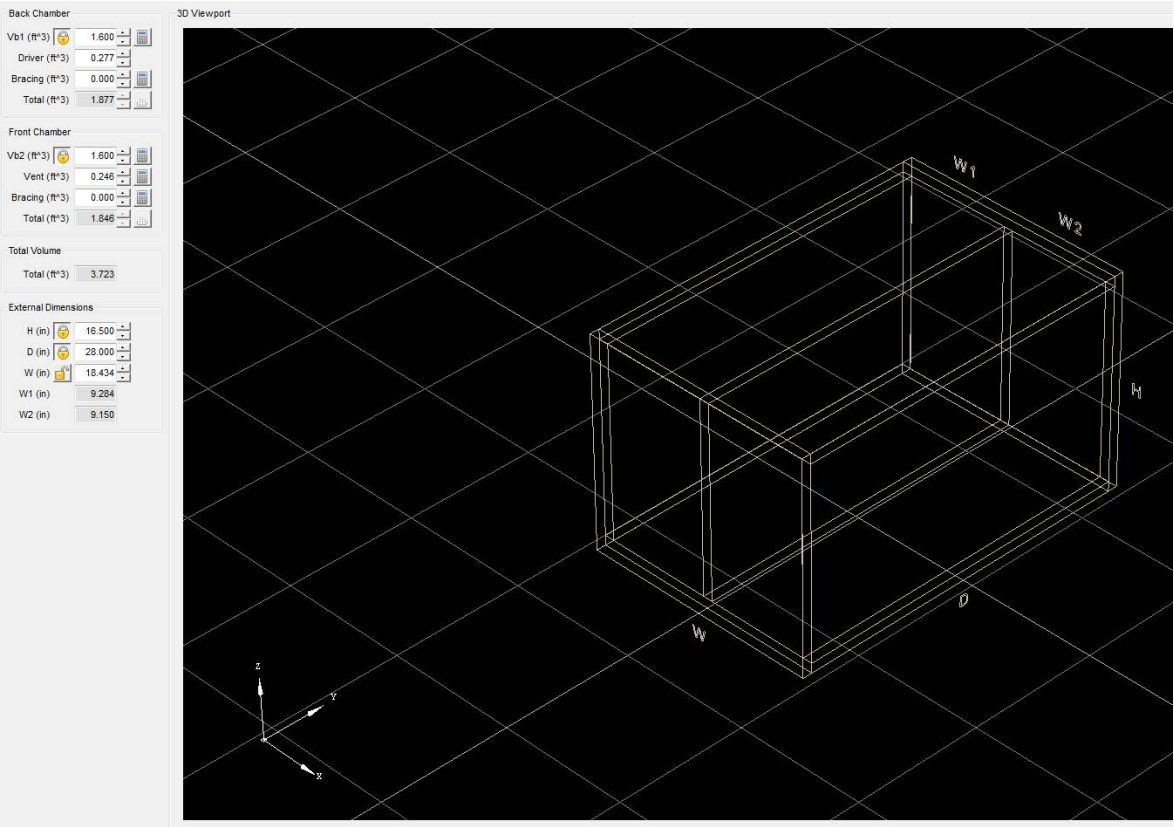 Back Chamber
Vb1 (ft^3) 1.600
Driver (ft^3) 0.277
Bracing (ft^3) 0.000
Total (ft^3) 1.877
Front Chamber
Vb2 (ft^3) 1.600
Vent (ft^3) 0.246
Bracing (ft^3) 0.000
Total (ft^3) 1.846
Total Volume
Total (ft^3) 3.723
External Dimensions
H (in) 16.500
D (in) 28.000
W (in) 18.434
W1 (in) 9.284
W2 (in) 9.150
3D Viewport
W1
W2
H
D
W
Z
Y
X